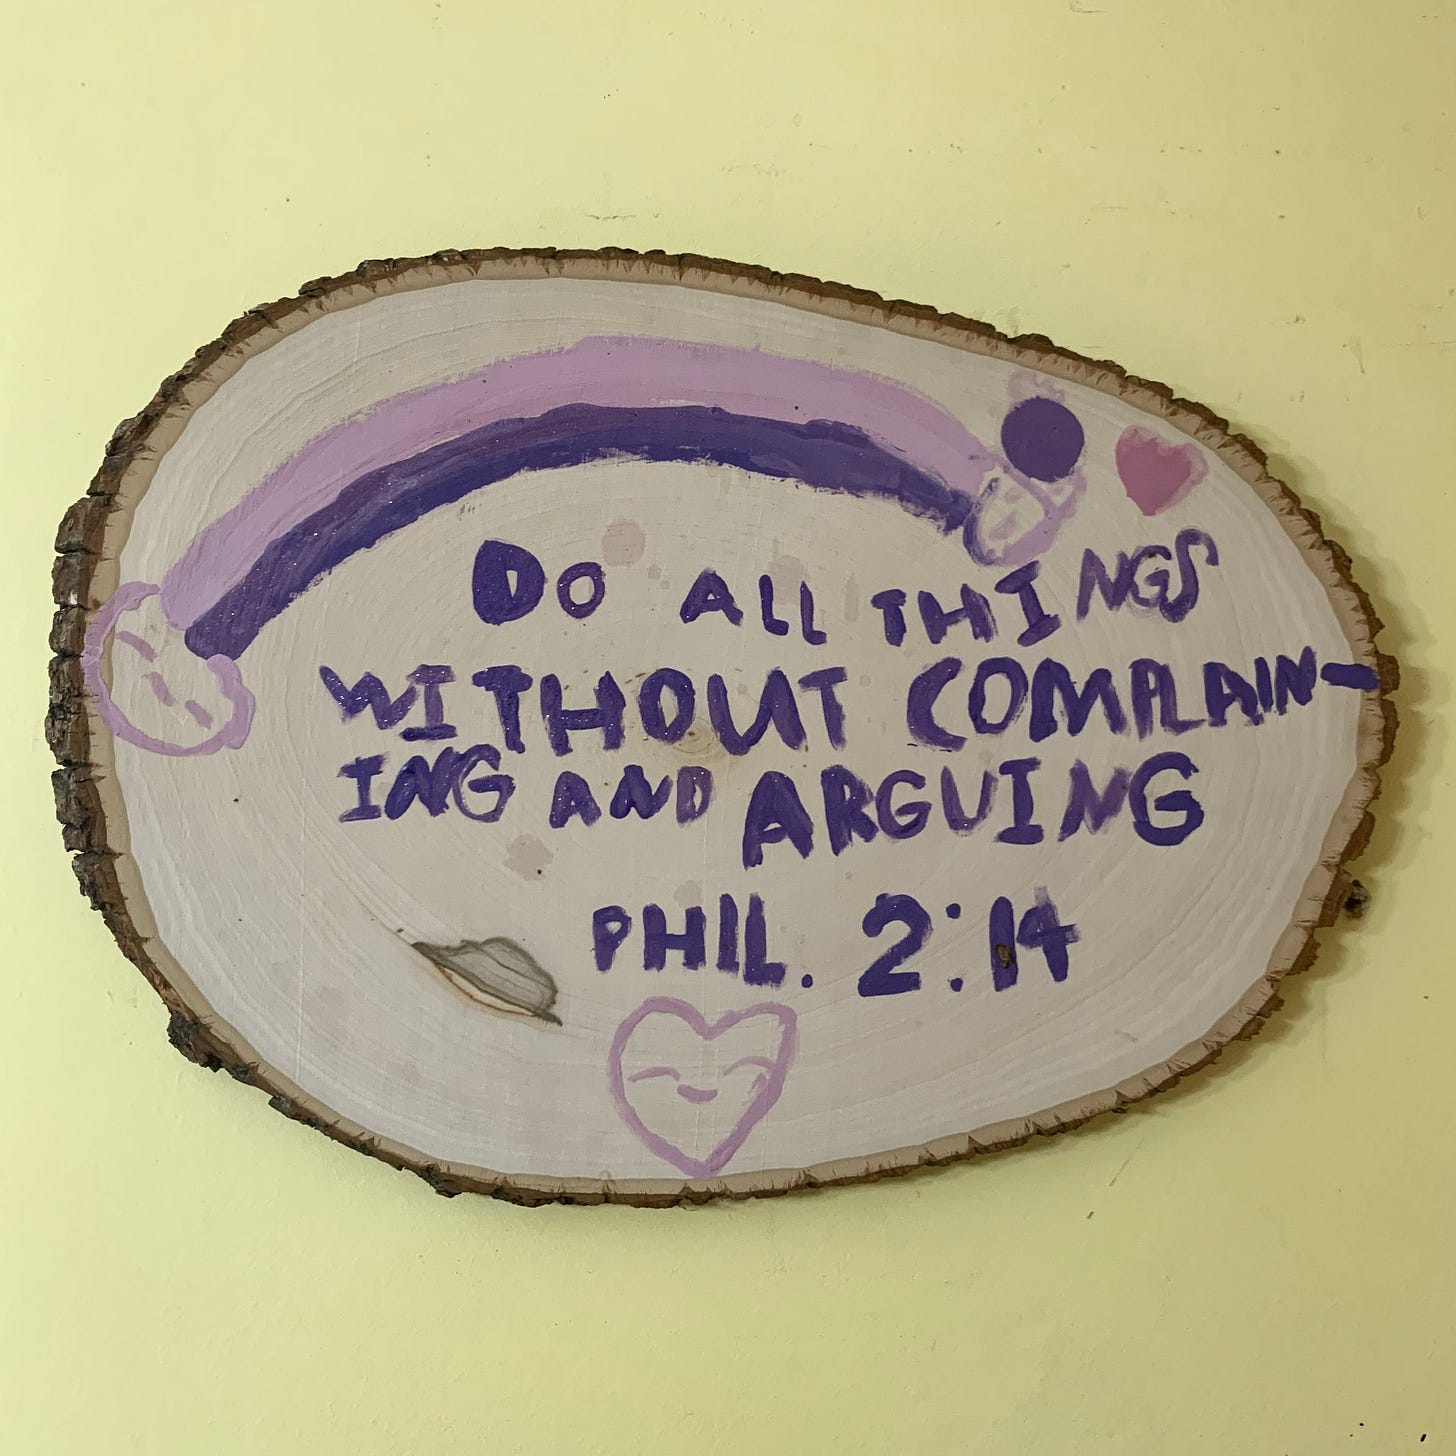 DO ALL THINGS
WITHOUT COMPLAIN-
ING AND ARGUING
PHIL. 2:14